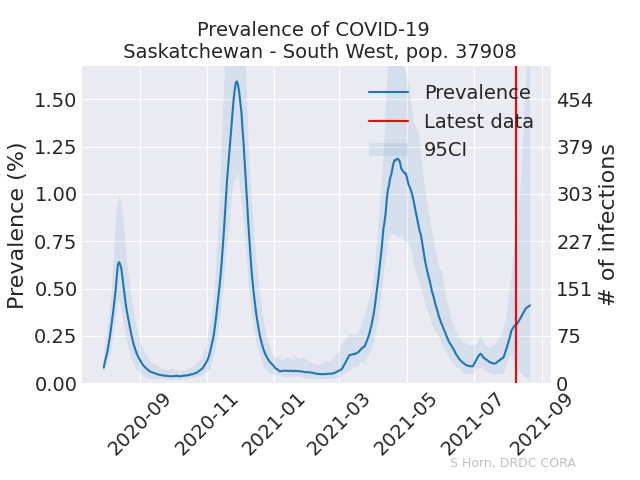 Prevalence of COVID-19
Saskatchewan - South West, pop. 37908
Prevalence (%)
1.50
1.25
1.00
0.75
0.50
0.25
0.00
Prevalence
Latest data
95CI
454
379
303
227
151
75
0
# of infections
2020-09
2020-11
2021-01
2021-03
2021-05
2021-07
2021-09
S Horn, DRDC CORA